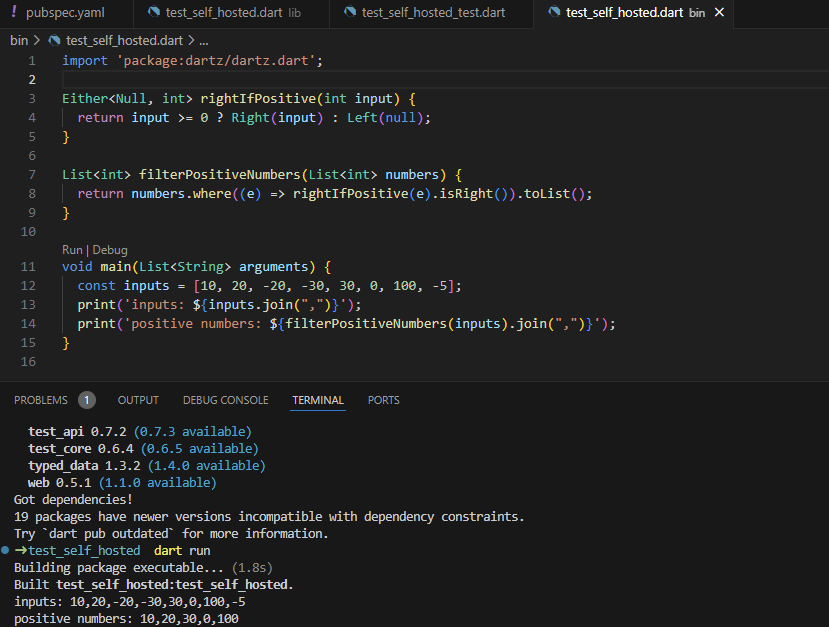 ! pubspec.yaml test_self_hosted.dart lib test_self_hosted_test.dart test_self_hosted.dart bin ✕
bin > test_self_hosted.dart > ...
1 import 'package:dartz/dartz.dart';
2
3 Either<Null, int> rightIfPositive(int input) {
4 return input >= 0 ? Right(input) : Left(null);
5 }
6
7 List<int> filterPositiveNumbers(List<int> numbers) {
8 return numbers.where((e) => rightIfPositive(e).isRight()).toList();
9 }
10
Run | Debug
11 void main(List<String> arguments) {
12 const inputs = [10, 20, -20, -30, 30, 0, 100, -5];
13 print('inputs: ${inputs.join(",")}');
14 print('positive numbers: ${filterPositiveNumbers(inputs).join(",")}');
15 }
16
PROBLEMS 1 OUTPUT DEBUG CONSOLE TERMINAL PORTS
test_api 0.7.2 (0.7.3 available)
test_core 0.6.4 (0.6.5 available)
typed_data 1.3.2 (1.4.0 available)
web 0.5.1 (1.1.0 available)
Got dependencies!
19 packages have newer versions incompatible with dependency constraints.
Try `dart pub outdated` for more information.
➔test_self_hosted dart run
Building package executable... (1.8s)
Built test_self_hosted:test_self_hosted.
inputs: 10,20,-20,-30,30,0,100,-5
positive numbers: 10,20,30,0,100